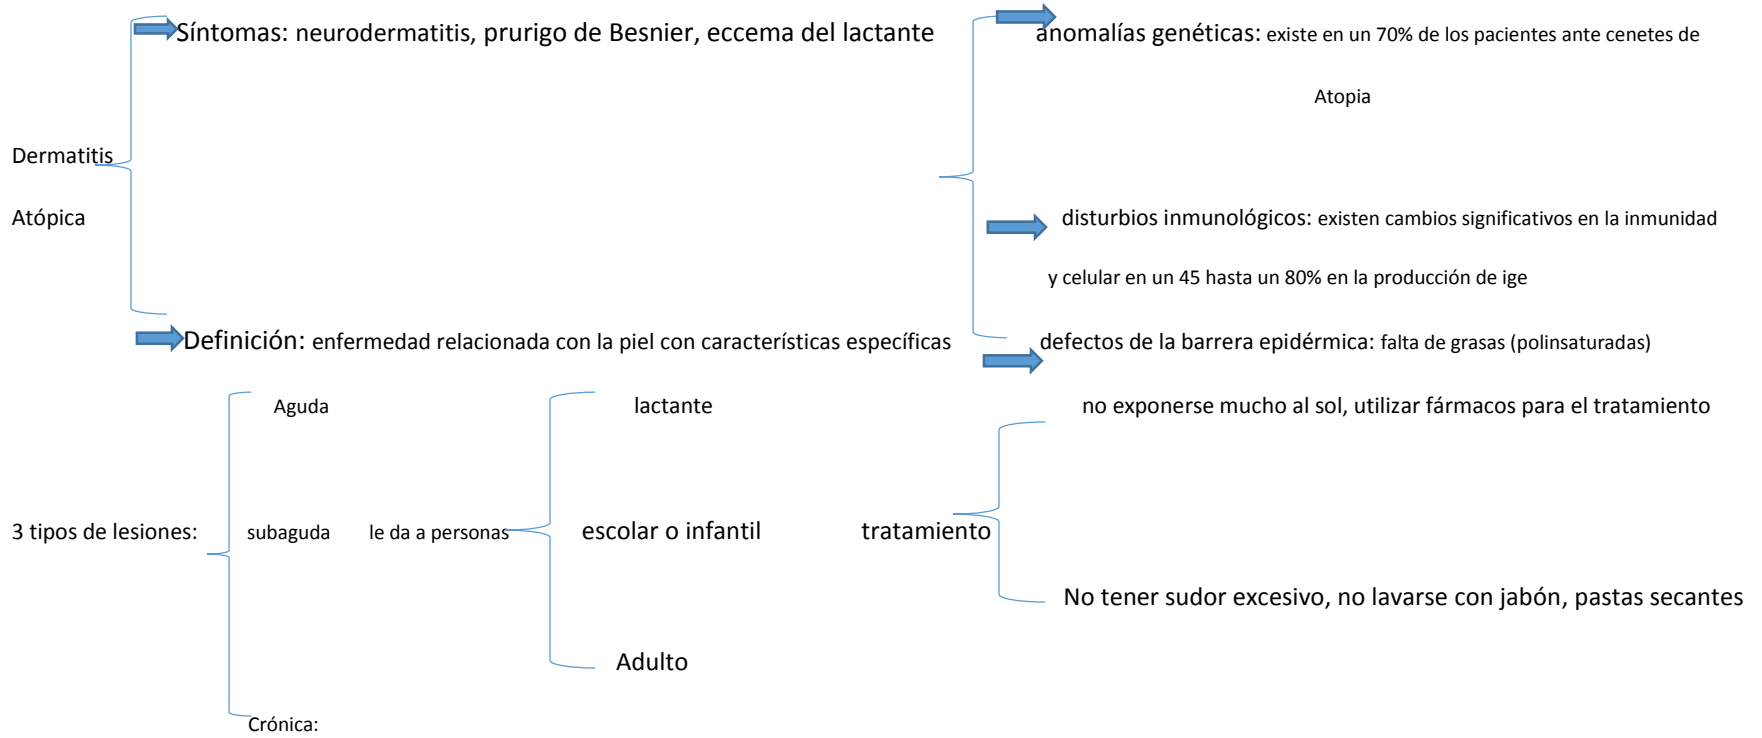 Síntomas: neurodermatitis, prurigo de Besnier, eccema del lactante
anomalías genéticas: existe en un 70% de los pacientes ante cenetes de
Atopia
Dermatitis
Atópica
disturbios inmunológicos: existen cambios significativos en la inmunidad
y celular en un 45 hasta un 80% en la producción de ige
Definición: enfermedad relacionada con la piel con características específicas
defectos de la barrera epidérmica: falta de grasas (polinsaturadas)
Aguda
lactante
no exponerse mucho al sol, utilizar fármacos para el tratamiento
3 tipos de lesiones:
subaguda
le da a personas
escolar o infantil
tratamiento
No tener sudor excesivo, no lavarse con jabón, pastas secantes
Adulto
Crónica: